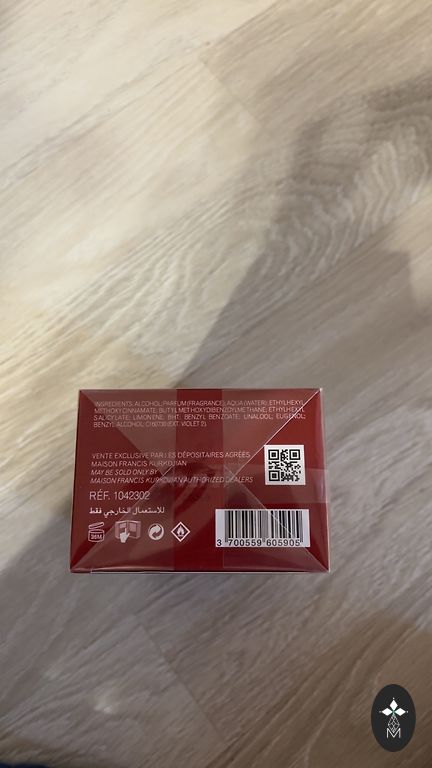 INGREDIENTS: ALCOHOL; PARFUM (FRAGRANCE); AQUA (WATER); ETHYLHEXYL
METHOXYCINNAMATE; BUTYL METHOXYDIBENZOYLMETHANE; ETHYLHEXYL
SALICYLATE; LIMONENE; BHT; BENZYL BENZOATE; LINALOOL; EUGENOL;
BENZYL ALCOHOL; CI 60730 (EXT. VIOLET 2).
VENTE EXCLUSIVE PAR LES DÉPOSITAIRES AGRÉÉS
MAISON FRANCIS KURKDJIAN
MAY BE SOLD ONLY BY
MAISON FRANCIS KURKDJIAN AUTHORIZED DEALERS
RÉF. 1042302
للاستعمال الخارجي فقط
36M
3 700559 605905
M